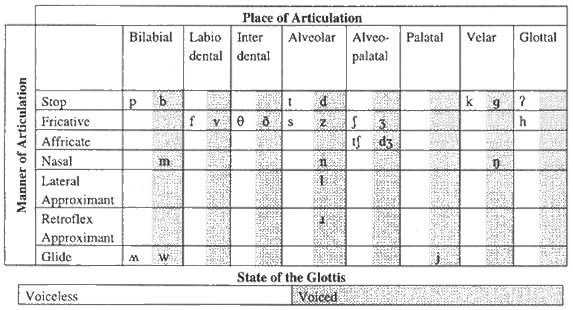 Place of Articulation
Bilabial Labio dental Inter dental Alveolar Alveo-palatal Palatal Velar Glottal
Manner of Articulation
Stop p b t d k g ʔ
Fricative f v θ ð s z ʃ ʒ h
Affricate tʃ dʒ
Nasal m n ŋ
Lateral Approximant l
Retroflex Approximant ɹ
Glide ʍ w j
State of the Glottis
Voiceless Voiced